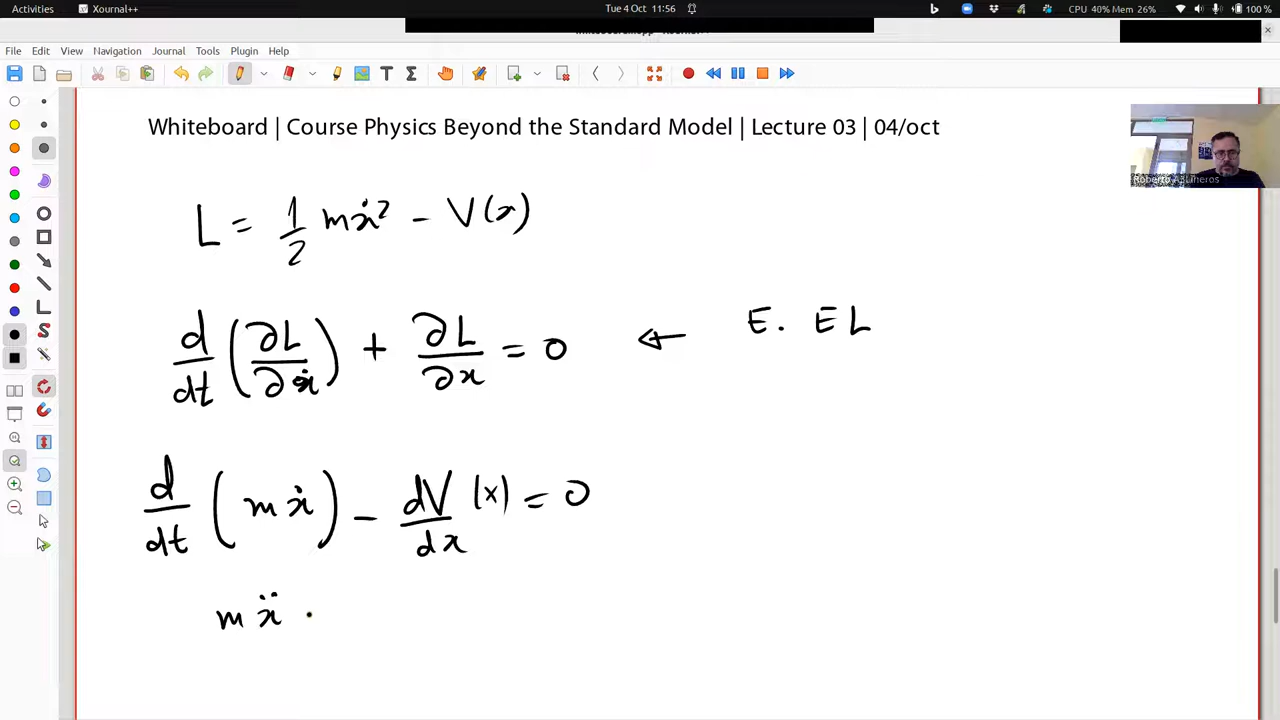 Activities Xournal++ Tue 4 Oct 11:56 CPU 40% Mem 26% 100 %
File Edit View Navigation Journal Tools Plugin Help
Whiteboard | Course Physics Beyond the Standard Model | Lecture 03 | 04/oct
L = 1/2 mẋ² - V(x)
d/dt (∂L/∂ẋ) + ∂L/∂x = 0 ← E. EL
d/dt (mẋ) - dV/dx (x) = 0
mẍ